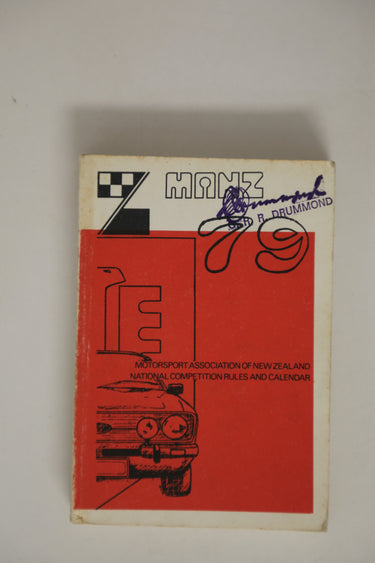 MANZ
R. DRUMMOND
79
E
MOTORSPORT ASSOCIATION OF NEW ZEALAND
NATIONAL COMPETITION RULES AND CALENDAR